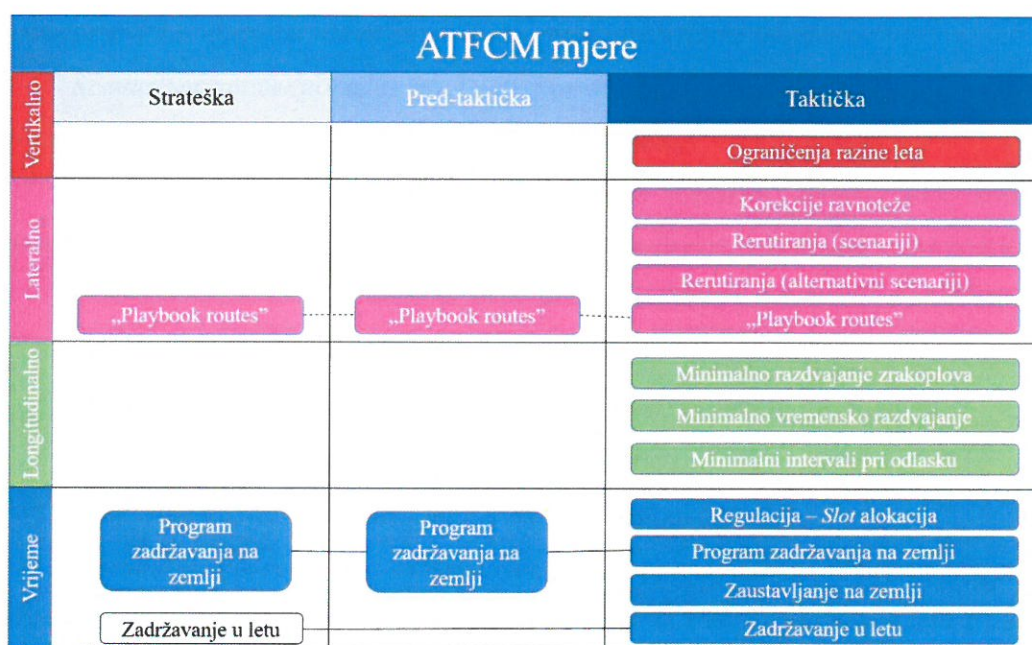 ATFCM mjere
Strateška
Pred-taktička
Taktička
Vertikalno
Ograničenja razine leta
Lateralno
Korekcije ravnoteže
Rerutiranja (scenariji)
Rerutiranja (alternativni scenariji)
„Playbook routes”
„Playbook routes”
„Playbook routes”
Longitudinalno
Minimalno razdvajanje zrakoplova
Minimalno vremensko razdvajanje
Minimalni intervali pri odlasku
Vrijeme
Program
zadržavanja na
zemlji
Program
zadržavanja na
zemlji
Regulacija – Slot alokacija
Program zadržavanja na zemlji
Zaustavljanje na zemlji
Zadržavanje u letu
Zadržavanje u letu